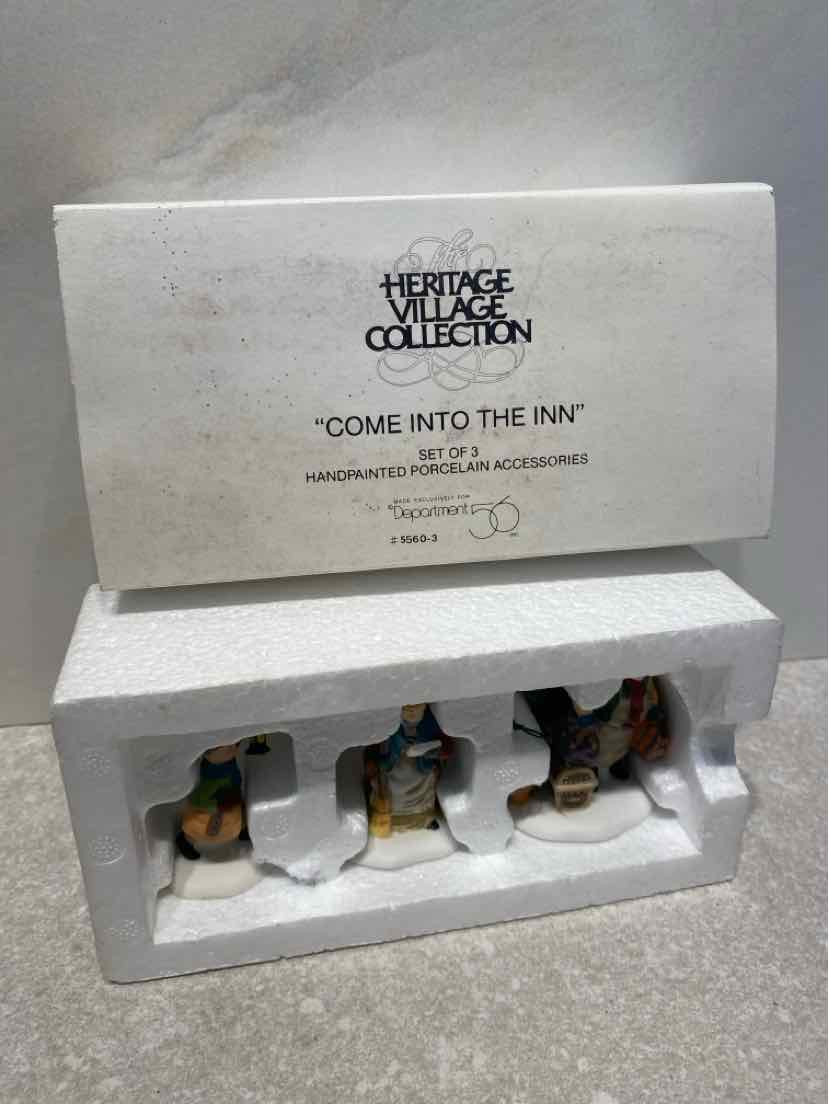 The
HERITAGE
VILLAGE
COLLECTION
“COME INTO THE INN”
SET OF 3
HANDPAINTED PORCELAIN ACCESSORIES
MADE EXCLUSIVELY FOR
©Department 56
INC.
# 5560-3